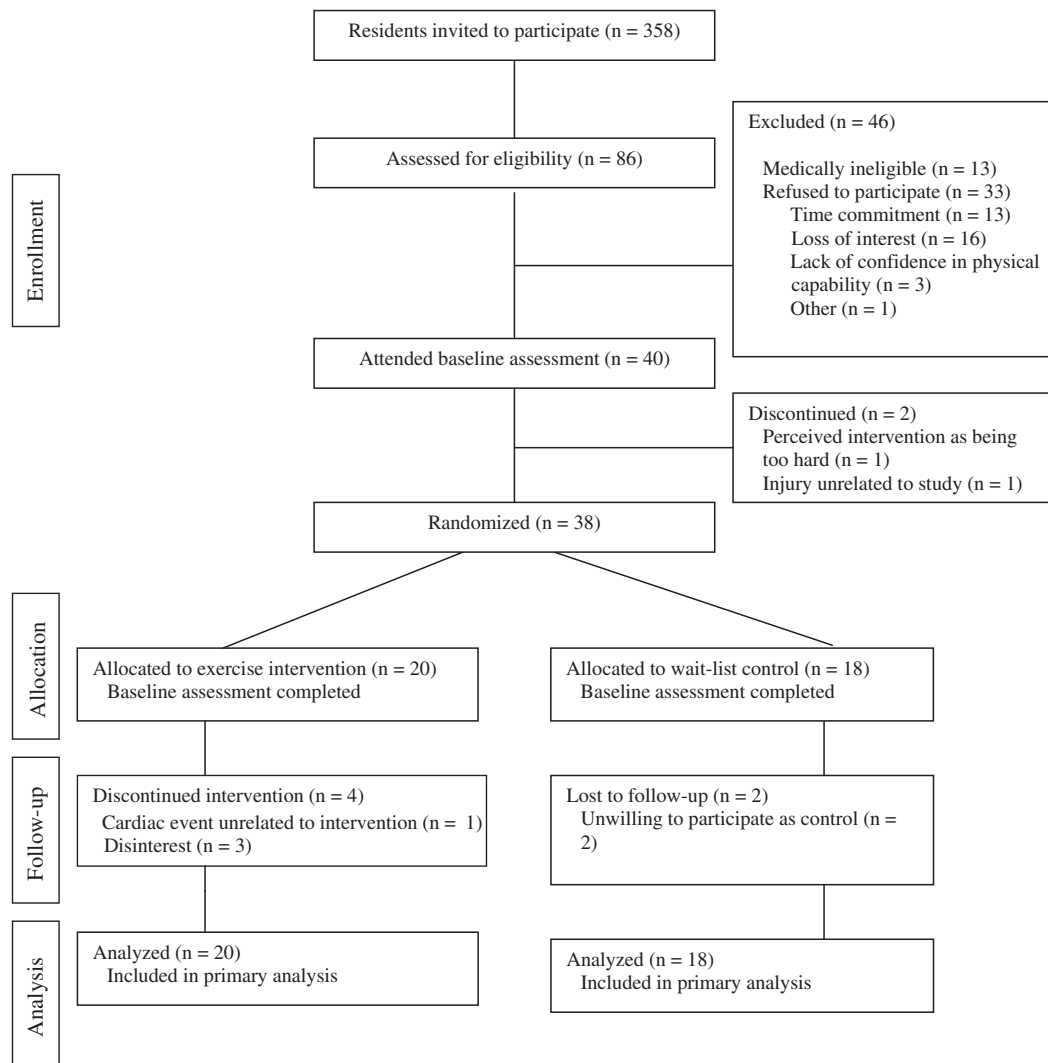 Residents invited to participate (n = 358)
Enrollment
Assessed for eligibility (n = 86)
Excluded (n = 46)
Medically ineligible (n = 13)
Refused to participate (n = 33)
Time commitment (n = 13)
Loss of interest (n = 16)
Lack of confidence in physical
capability (n = 3)
Other (n = 1)
Attended baseline assessment (n = 40)
Discontinued (n = 2)
Perceived intervention as being
too hard (n = 1)
Injury unrelated to study (n = 1)
Randomized (n = 38)
Allocation
Allocated to exercise intervention (n = 20)
Baseline assessment completed
Allocated to wait-list control (n = 18)
Baseline assessment completed
Follow-up
Discontinued intervention (n = 4)
Cardiac event unrelated to intervention (n =  1)
Disinterest (n = 3)
Lost to follow-up (n = 2)
Unwilling to participate as control (n =
2)
Analysis
Analyzed (n = 20)
Included in primary analysis
Analyzed (n = 18)
Included in primary analysis